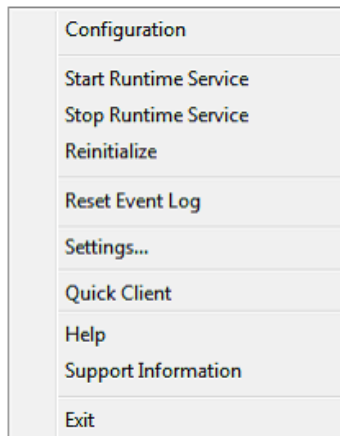 Configuration
Start Runtime Service
Stop Runtime Service
Reinitialize
Reset Event Log
Settings...
Quick Client
Help
Support Information
Exit